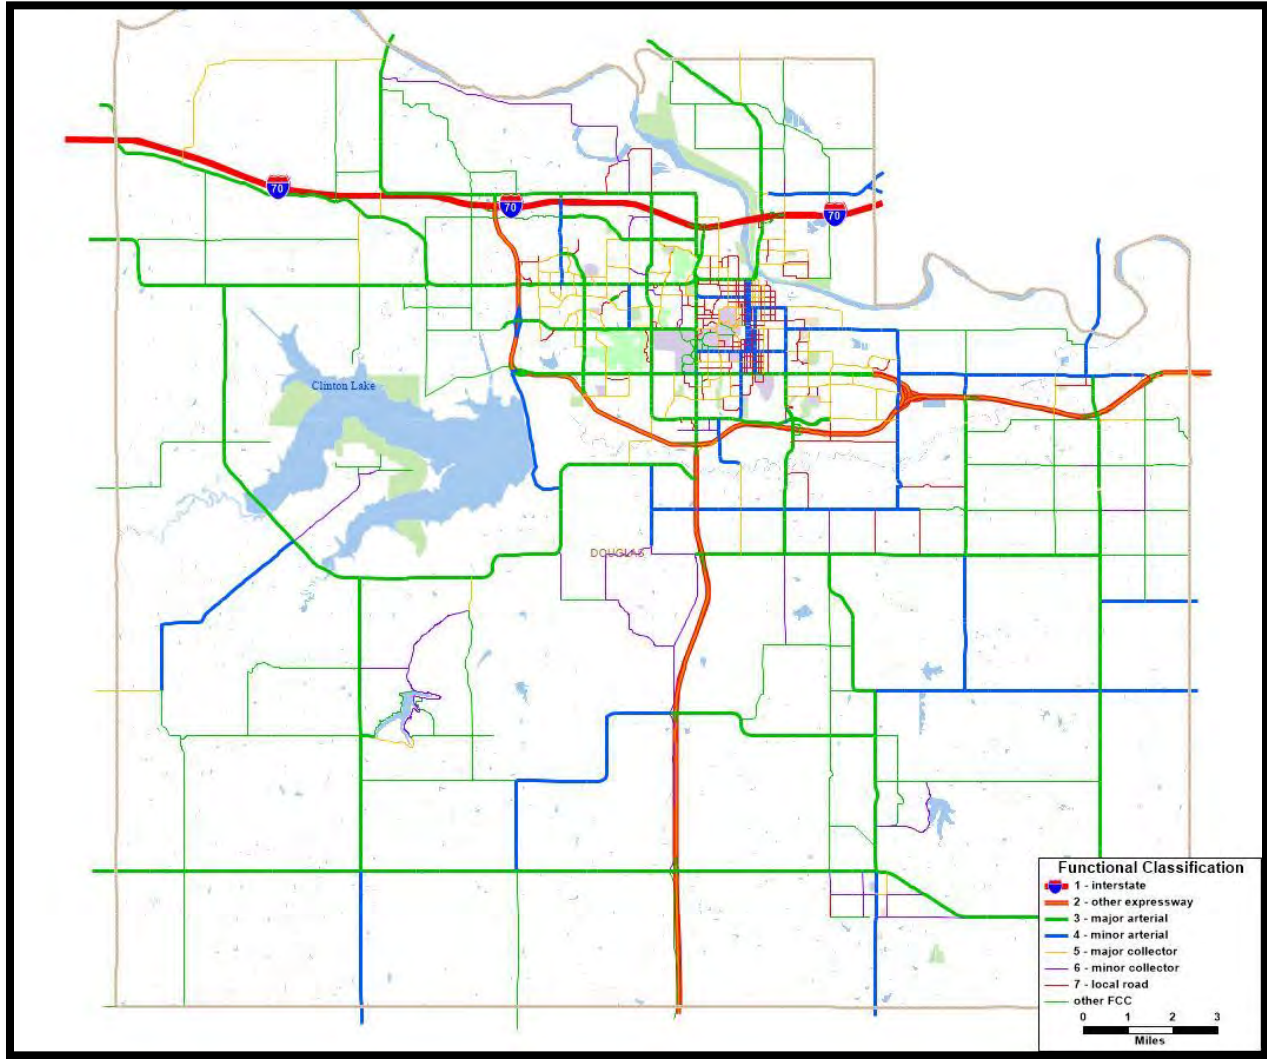 70
70
70
Clinton Lake
DOUGLAS
Functional Classification
1 - interstate
2 - other expressway
3 - major arterial
4 - minor arterial
5 - major collector
6 - minor collector
7 - local road
other FCC
0 1 2 3
Miles